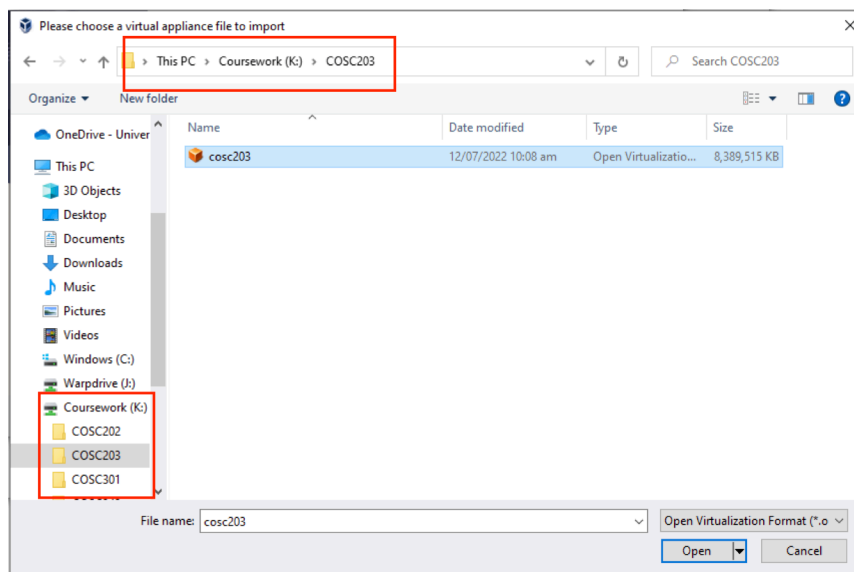 Please choose a virtual appliance file to import
This PC > Coursework (K:) > COSC203
Search COSC203
Organize
New folder
Name
Date modified
Type
Size
cosc203
12/07/2022 10:08 am
Open Virtualizatio...
8,389,515 KB
OneDrive - Univer
This PC
3D Objects
Desktop
Documents
Downloads
Music
Pictures
Videos
Windows (C:)
Warpdrive (J:)
Coursework (K:)
COSC202
COSC203
COSC301
File name:
cosc203
Open Virtualization Format (*.o
Open
Cancel